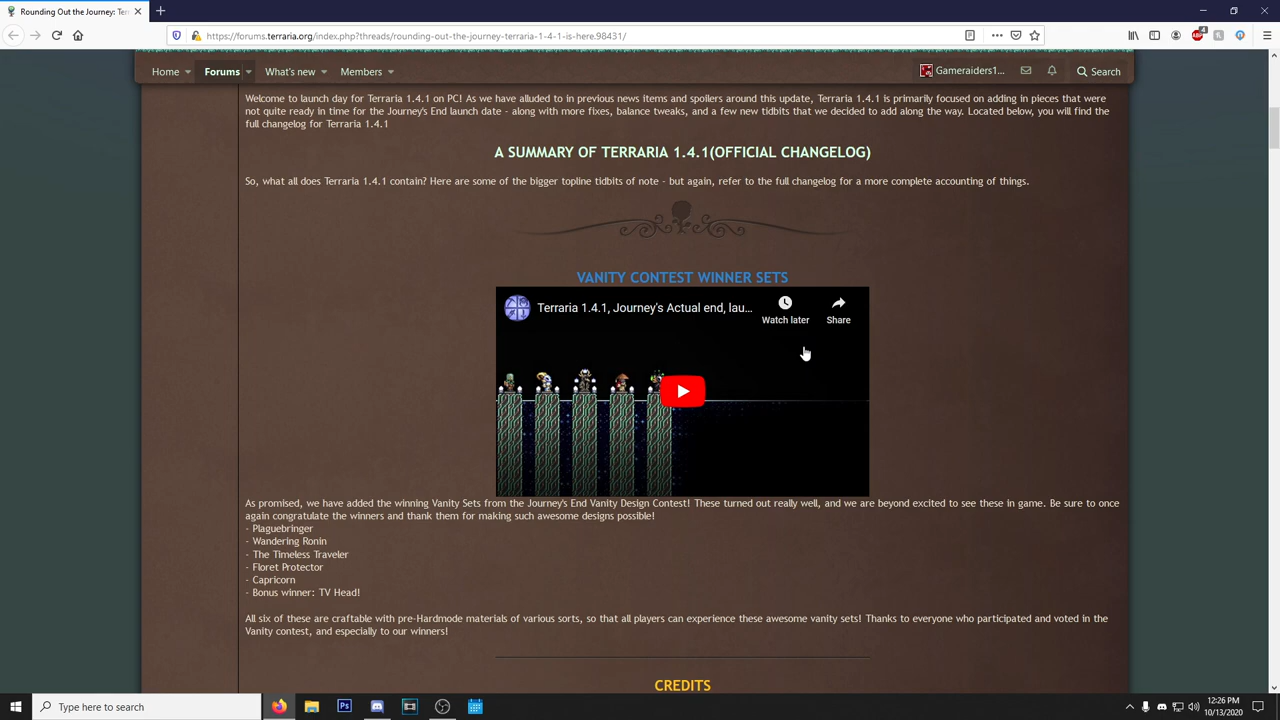 Rounding Out the Journey: Terr
https://forums.terraria.org/index.php?threads/rounding-out-the-journey-terraria-1-4-1-is-here.98431/
Home
Forums
What's new
Members
Gameraiders1...
Search
Welcome to launch day for Terraria 1.4.1 on PC! As we have alluded to in previous news items and spoilers around this update, Terraria 1.4.1 is primarily focused on adding in pieces that were
not quite ready in time for the Journey's End launch date - along with more fixes, balance tweaks, and a few new tidbits that we decided to add along the way. Located below, you will find the
full changelog for Terraria 1.4.1
A SUMMARY OF TERRARIA 1.4.1(OFFICIAL CHANGELOG)
So, what all does Terraria 1.4.1 contain? Here are some of the bigger topline tidbits of note - but again, refer to the full changelog for a more complete accounting of things.
VANITY CONTEST WINNER SETS
Terraria 1.4.1, Journey's Actual end, lau...
Watch later
Share
As promised, we have added the winning Vanity Sets from the Journey's End Vanity Design Contest! These turned out really well, and we are beyond excited to see these in game. Be sure to once
again congratulate the winners and thank them for making such awesome designs possible!
- Plaguebringer
- Wandering Ronin
- The Timeless Traveler
- Floret Protector
- Capricorn
- Bonus winner: TV Head!
All six of these are craftable with pre-Hardmode materials of various sorts, so that all players can experience these awesome vanity sets! Thanks to everyone who participated and voted in the
Vanity contest, and especially to our winners!
CREDITS
Type here to search
Ps
12:26 PM
10/13/2020